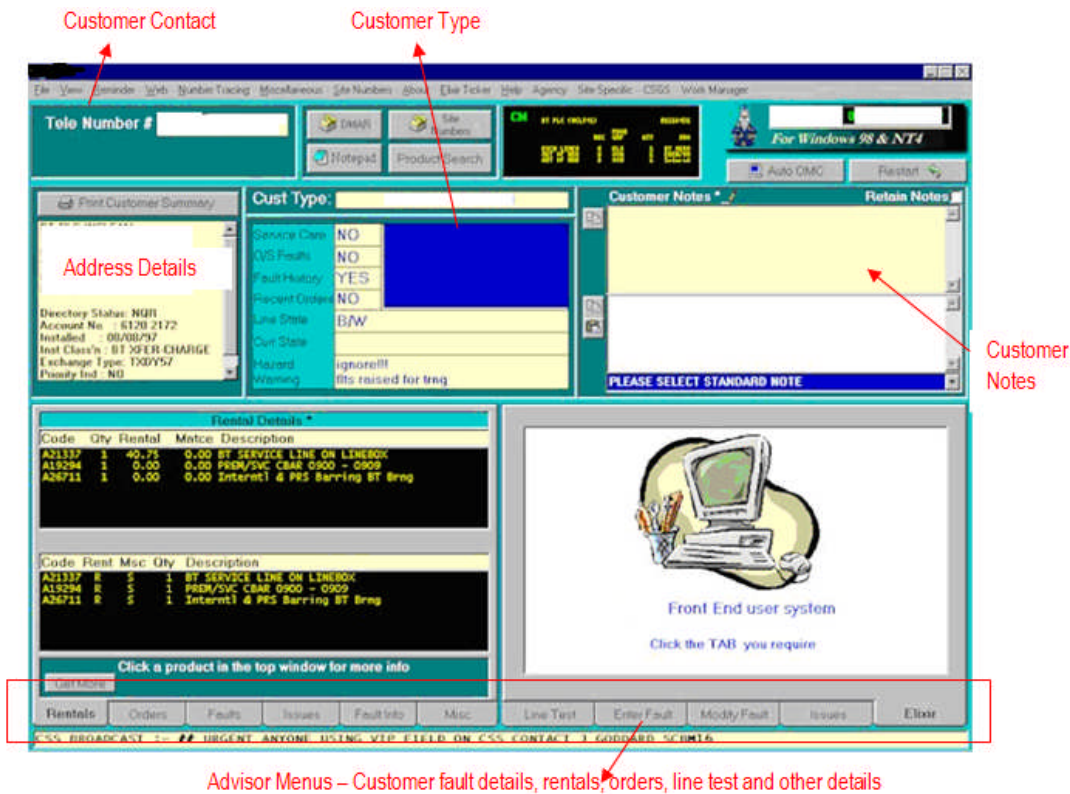 Customer Contact
Customer Type
File View Reminder Web Number Tracing Miscellaneous Site Numbers About Elixir Ticker Help Agency Site Specific CSGS Work Manager
Tele Number #
DMAR
Site Numbers
Notepad
Product Search
CM BT PLC
For Windows 98 & NT4
Auto OMC
Restart
Print Customer Summary
Cust Type:
Customer Notes *
Retain Notes
Address Details
Directory Status: NQR
Account No : 6120 2172
Installed : 08/08/97
Inst Class'n : BT XFER-CHARGE
Exchange Type: TXDY57
Priority Ind : NO
Service Care NO
O/S Faults NO
Fault History YES
Recent Orders NO
Line State B/W
Curr State
Hazard Warning
ignore!!!
flts raised for trng
PLEASE SELECT STANDARD NOTE
Customer
Notes
Rental Details *
Code Qty Rental Mntce Description
A21337 1 40.75 0.00 BT SERVICE LINE ON LINEBOX
A19294 1 0.00 0.00 PREM/SVC CBAR 0900 - 0909
A26711 1 0.00 0.00 Interntl & PRS Barring BT Brng
Code Rent Msc Qty Description
A21337 R S 1 BT SERVICE LINE ON LINEBOX
A19294 R S 1 PREM/SVC CBAR 0900 - 0909
A26711 R S 1 Interntl & PRS Barring BT Brng
Click a product in the top window for more info
Get More
Front End user system
Click the TAB you require
Rentals Orders Faults Issues Fault Info Misc Line Test Enter Fault Modify Fault Issues Elixir
CSS BROADCAST :- ## URGENT ANYONE USING VIP FIELD ON CSS CONTACT J GODDARD SCHM16
Advisor Menus – Customer fault details, rentals, orders, line test and other details